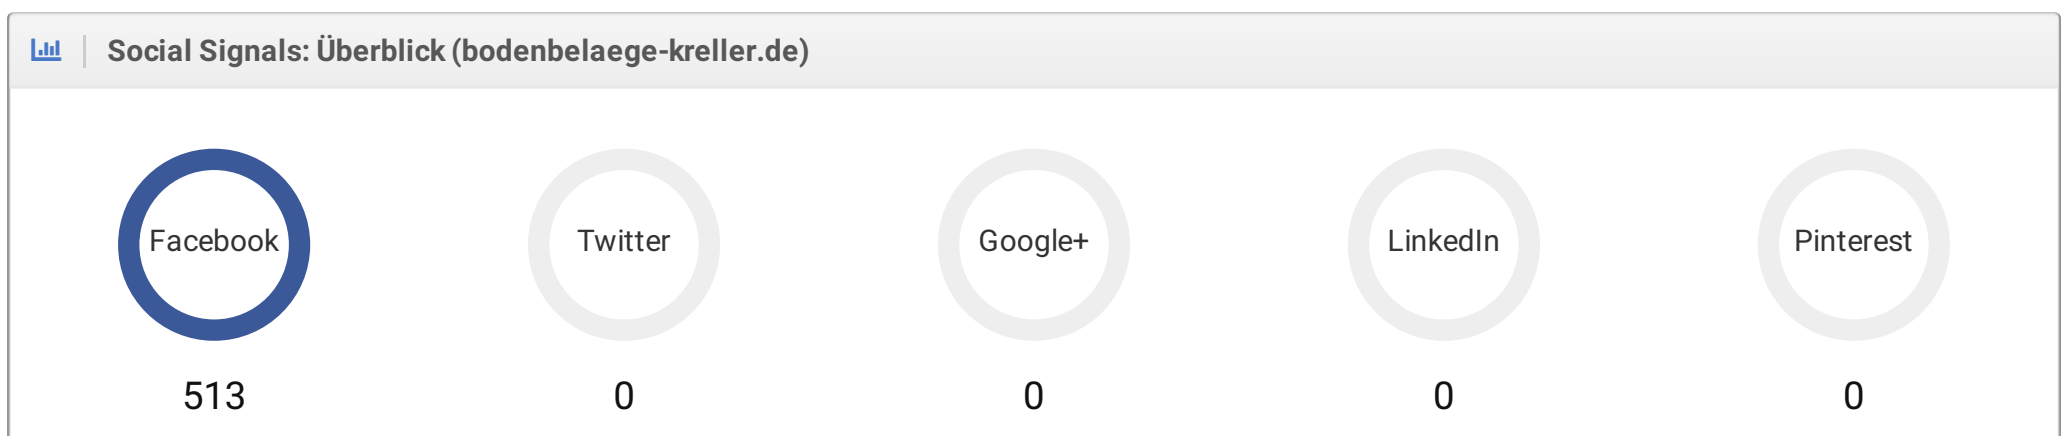 Social Signals: Überblick (bodenbelaege-kreller.de)
Facebook Twitter Google+ LinkedIn Pinterest
513 0 0 0 0